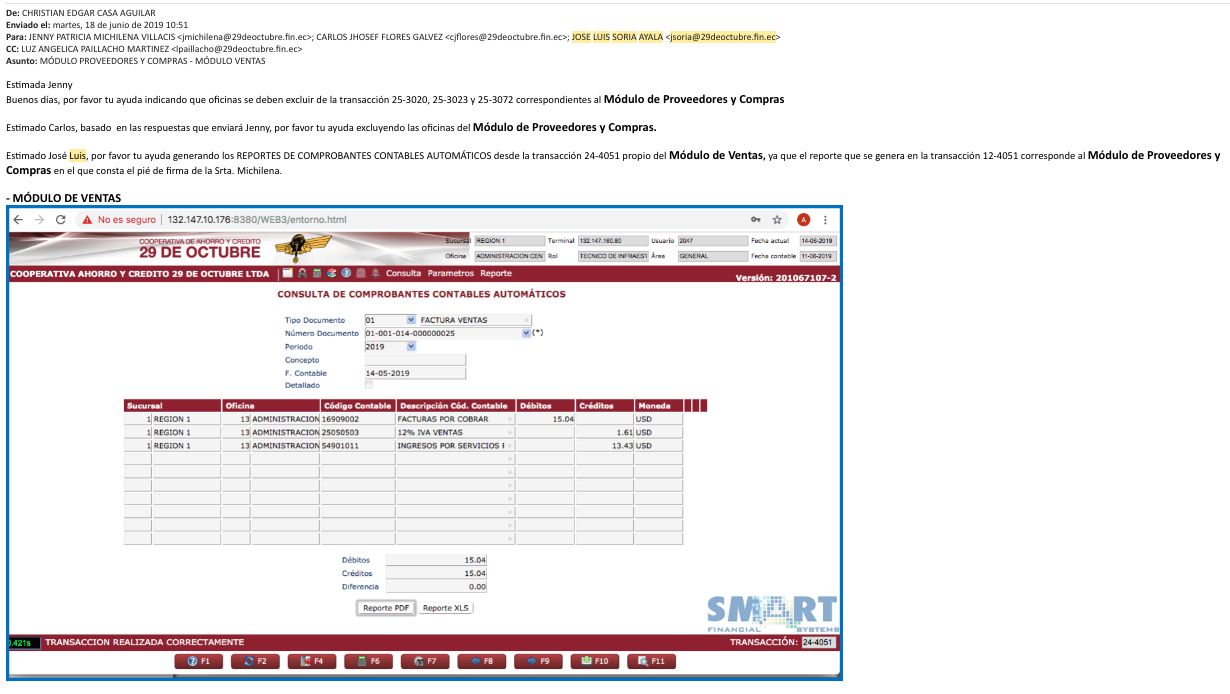 De: CHRISTIAN EDGAR CASA AGUILAR
Enviado el: martes, 18 de junio de 2019 10:51
Para: JENNY PATRICIA MICHILENA VILLACIS <jmichilena@29deoctubre.fin.ec>; CARLOS JHOSEF FLORES GALVEZ <cjflores@29deoctubre.fin.ec>; JOSE LUIS SORIA AYALA <jsoria@29deoctubre.fin.ec>
CC: LUZ ANGELICA PAILLACHO MARTINEZ <lpaillacho@29deoctubre.fin.ec>
Asunto: MÓDULO PROVEEDORES Y COMPRAS - MÓDULO VENTAS
Estimada Jenny
Buenos días, por favor tu ayuda indicando que oficinas se deben excluir de la transacción 25-3020, 25-3023 y 25-3072 correspondientes al Módulo de Proveedores y Compras
Estimado Carlos, basado en las respuestas que enviará Jenny, por favor tu ayuda excluyendo las oficinas del Módulo de Proveedores y Compras.
Estimado José Luis, por favor tu ayuda generando los REPORTES DE COMPROBANTES CONTABLES AUTOMÁTICOS desde la transacción 24-4051 propio del Módulo de Ventas, ya que el reporte que se genera en la transacción 12-4051 corresponde al Módulo de Proveedores y
Compras en el que consta el pié de firma de la Srta. Michilena.
- MÓDULO DE VENTAS
No es seguro | 132.147.10.176:8380/WEB3/entorno.html
A
COOPERATIVA DE AHORRO Y CREDITO
29 DE OCTUBRE
Sucursal REGION 1 Terminal 132.147.160.80 Usuario 2047 Fecha actual 14-06-2019
Oficina ADMINISTRACION CEN Rol TECNICO DE INFRAEST Área GENERAL Fecha contable 11-06-2019
COOPERATIVA AHORRO Y CREDITO 29 DE OCTUBRE LTDA Consulta Parametros Reporte
Versión: 201067107-2
CONSULTA DE COMPROBANTES CONTABLES AUTOMÁTICOS
Tipo Documento 01 FACTURA VENTAS
Número Documento 01-001-014-000000025 (*)
Periodo 2019
Concepto
F. Contable 14-05-2019
Detallado
Sucursal Oficina Código Contable Descripción Cód. Contable Débitos Créditos Moneda
1 REGION 1 13 ADMINISTRACION 16909002 FACTURAS POR COBRAR 15.04 USD
1 REGION 1 13 ADMINISTRACION 25050503 12% IVA VENTAS 1.61 USD
1 REGION 1 13 ADMINISTRACION 54901011 INGRESOS POR SERVICIOS 13.43 USD
Débitos 15.04
Créditos 15.04
Diferencia 0.00
Reporte PDF Reporte XLS
SMART
FINANCIAL SYSTEMS
0.421s TRANSACCION REALIZADA CORRECTAMENTE TRANSACCIÓN: 24-4051
F1 F2 F4 F6 F7 F8 F9 F10 F11